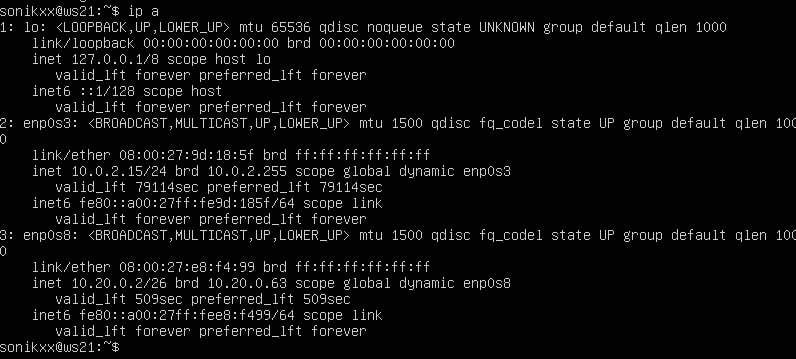 sonikxx@ws21:~$ ip a
1: lo: <LOOPBACK,UP,LOWER_UP> mtu 65536 qdisc noqueue state UNKNOWN group default qlen 1000
    link/loopback 00:00:00:00:00:00 brd 00:00:00:00:00:00
    inet 127.0.0.1/8 scope host lo
       valid_lft forever preferred_lft forever
    inet6 ::1/128 scope host
       valid_lft forever preferred_lft forever
2: enp0s3: <BROADCAST,MULTICAST,UP,LOWER_UP> mtu 1500 qdisc fq_codel state UP group default qlen 100
0
    link/ether 08:00:27:9d:18:5f brd ff:ff:ff:ff:ff:ff
    inet 10.0.2.15/24 brd 10.0.2.255 scope global dynamic enp0s3
       valid_lft 79114sec preferred_lft 79114sec
    inet6 fe80::a00:27ff:fe9d:185f/64 scope link
       valid_lft forever preferred_lft forever
3: enp0s8: <BROADCAST,MULTICAST,UP,LOWER_UP> mtu 1500 qdisc fq_codel state UP group default qlen 100
0
    link/ether 08:00:27:e8:f4:99 brd ff:ff:ff:ff:ff:ff
    inet 10.20.0.2/26 brd 10.20.0.63 scope global dynamic enp0s8
       valid_lft 509sec preferred_lft 509sec
    inet6 fe80::a00:27ff:fee8:f499/64 scope link
       valid_lft forever preferred_lft forever
sonikxx@ws21:~$